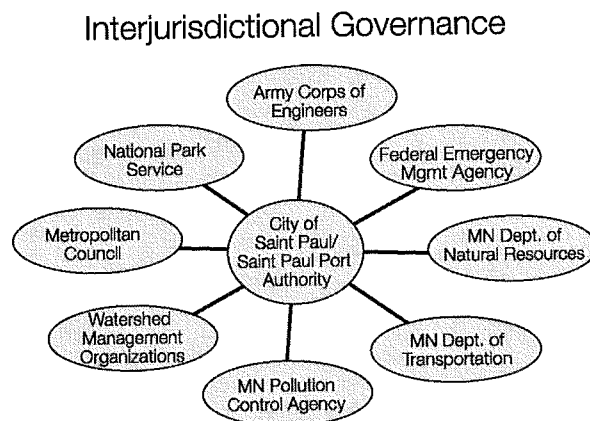 Interjurisdictional Governance
Army Corps of
Engineers
National Park
Service
Federal Emergency
Mgmt Agency
City of
Saint Paul/
Saint Paul Port
Authority
Metropolitan
Council
MN Dept. of
Natural Resources
Watershed
Management
Organizations
MN Dept. of
Transportation
MN Pollution
Control Agency